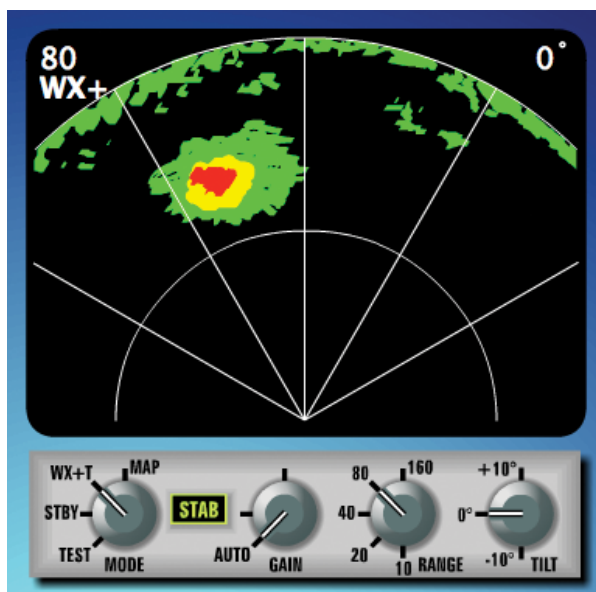 80 0°
WX+
WX+T MAP
STBY
TEST MODE
STAB
AUTO GAIN
80 160
40
20
10 RANGE
+10°
0°
-10° TILT